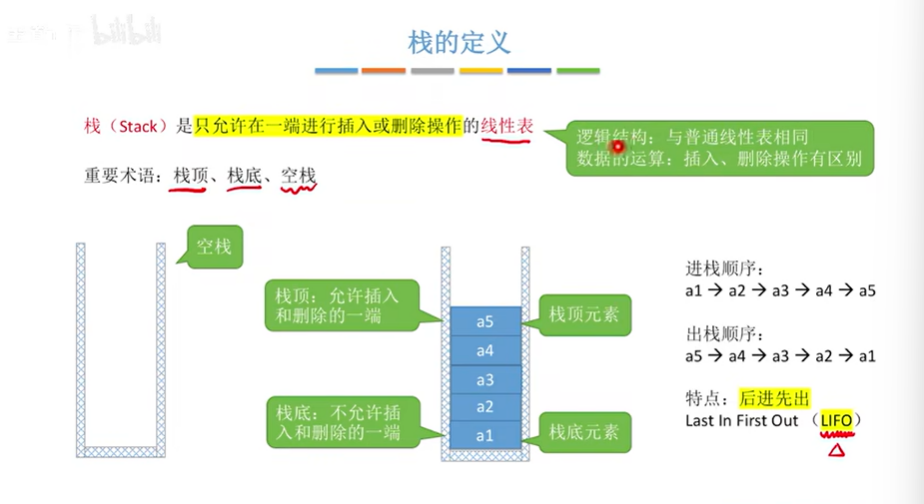 bilibili
栈的定义
栈（Stack）是只允许在一端进行插入或删除操作的线性表
逻辑结构：与普通线性表相同
数据的运算：插入、删除操作有区别
重要术语：栈顶、栈底、空栈
空栈
栈顶：允许插入
和删除的一端
a5
a4
a3
a2
a1
栈顶元素
栈底：不允许插
入和删除的一端
栈底元素
进栈顺序：
a1 → a2 → a3 → a4 → a5
出栈顺序：
a5 → a4 → a3 → a2 → a1
特点：后进先出
Last In First Out （LIFO）